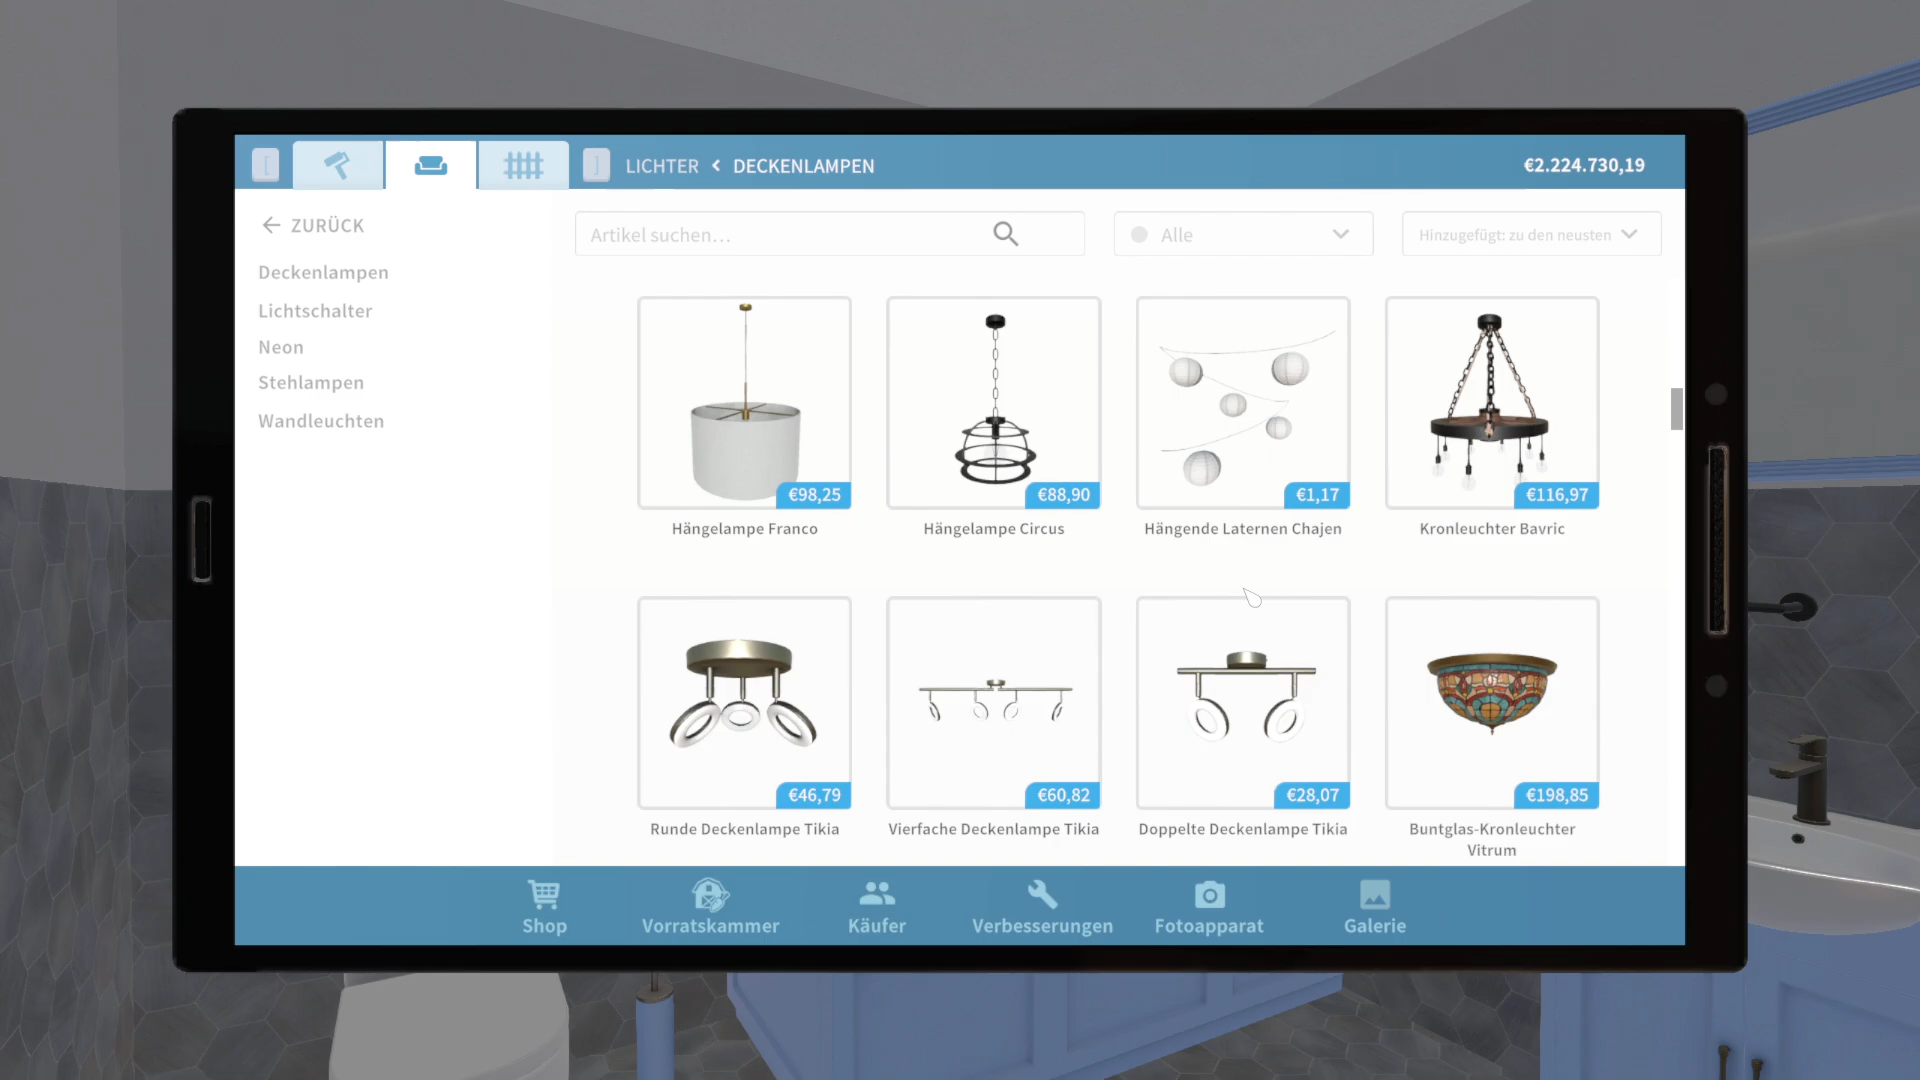 [
]
LICHTER < DECKENLAMPEN
€2.224.730,19
ZURÜCK
Deckenlampen
Lichtschalter
Neon
Stehlampen
Wandleuchten
Artikel suchen...
Alle
Hinzugefügt: zu den neusten
€98,25
€88,90
€1,17
€116,97
Hängelampe Franco
Hängelampe Circus
Hängende Laternen Chajen
Kronleuchter Bavric
€46,79
€60,82
€28,07
€198,85
Runde Deckenlampe Tikia
Vierfache Deckenlampe Tikia
Doppelte Deckenlampe Tikia
Buntglas-Kronleuchter
Vitrum
Shop
Vorratskammer
Käufer
Verbesserungen
Fotoapparat
Galerie